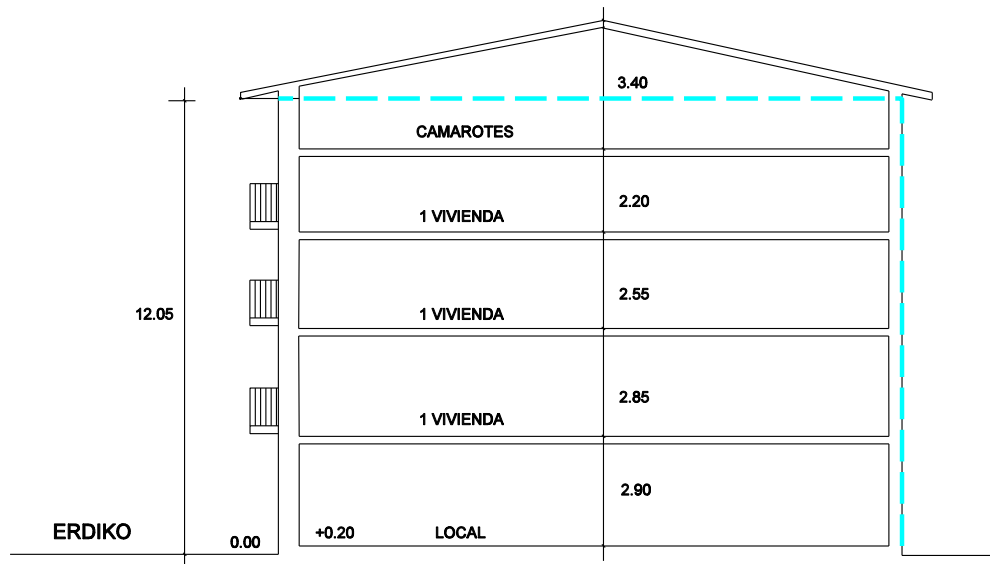 3.40
CAMAROTES
2.20
1 VIVIENDA
2.55
12.05
1 VIVIENDA
2.85
1 VIVIENDA
2.90
ERDIKO
0.00
+0.20
LOCAL